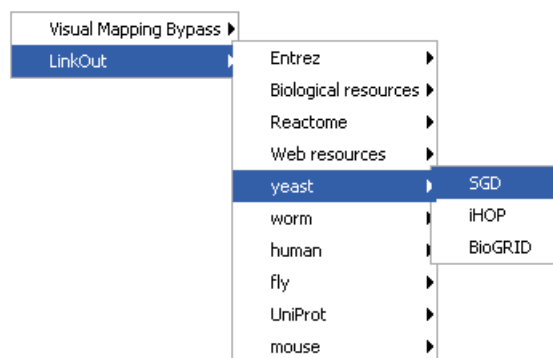 Visual Mapping Bypass
LinkOut
Entrez
Biological resources
Reactome
Web resources
yeast
worm
human
fly
UniProt
mouse
SGD
iHOP
BioGRID